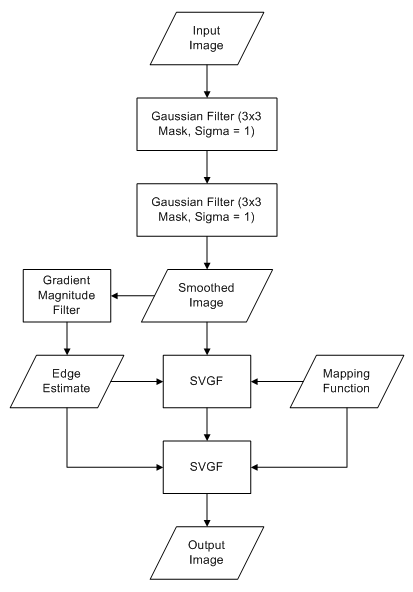 Input
Image
Gaussian Filter (3x3
Mask, Sigma = 1)
Gaussian Filter (3x3
Mask, Sigma = 1)
Gradient
Magnitude
Filter
Smoothed
Image
Edge
Estimate
SVGF
Mapping
Function
SVGF
Output
Image